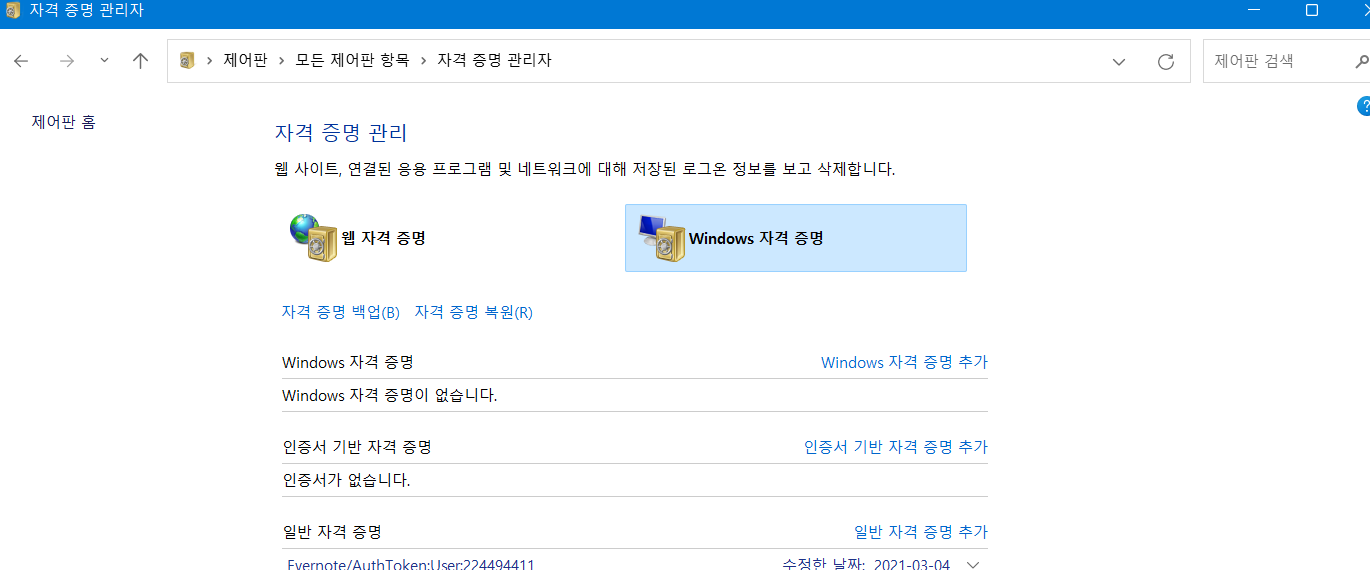 자격 증명 관리자
제어판 > 모든 제어판 항목 > 자격 증명 관리자
제어판 검색
제어판 홈
자격 증명 관리
웹 사이트, 연결된 응용 프로그램 및 네트워크에 대해 저장된 로그온 정보를 보고 삭제합니다.
웹 자격 증명
Windows 자격 증명
자격 증명 백업(B) 자격 증명 복원(R)
Windows 자격 증명 Windows 자격 증명 추가
Windows 자격 증명이 없습니다.
인증서 기반 자격 증명 인증서 기반 자격 증명 추가
인증서가 없습니다.
일반 자격 증명 일반 자격 증명 추가
Evernote/AuthToken:User:224494411 수정한 날짜: 2021-03-04